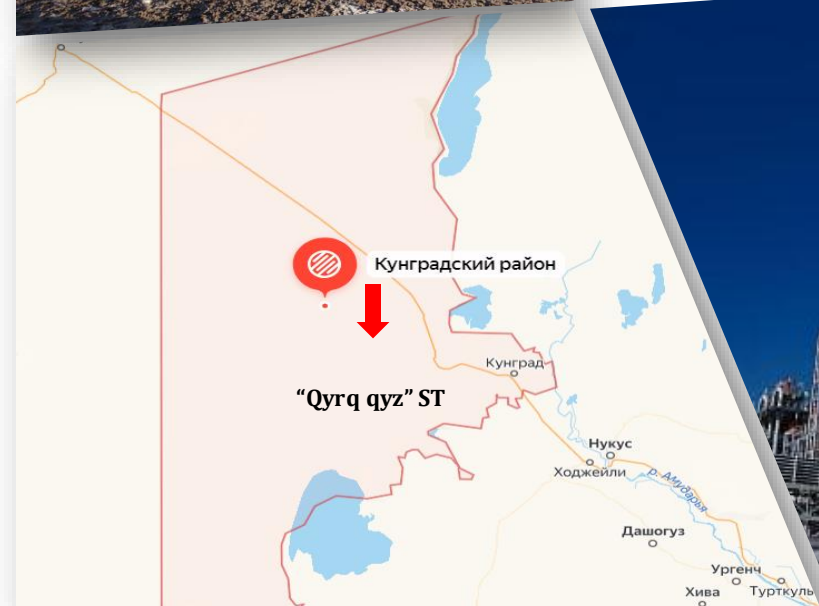 Кунградский район
Кунград
“Qyrq qyz” ST
Нукус
Ходжейли
р. Амударья
Дашогуз
Ургенч
Хива
Турткуль